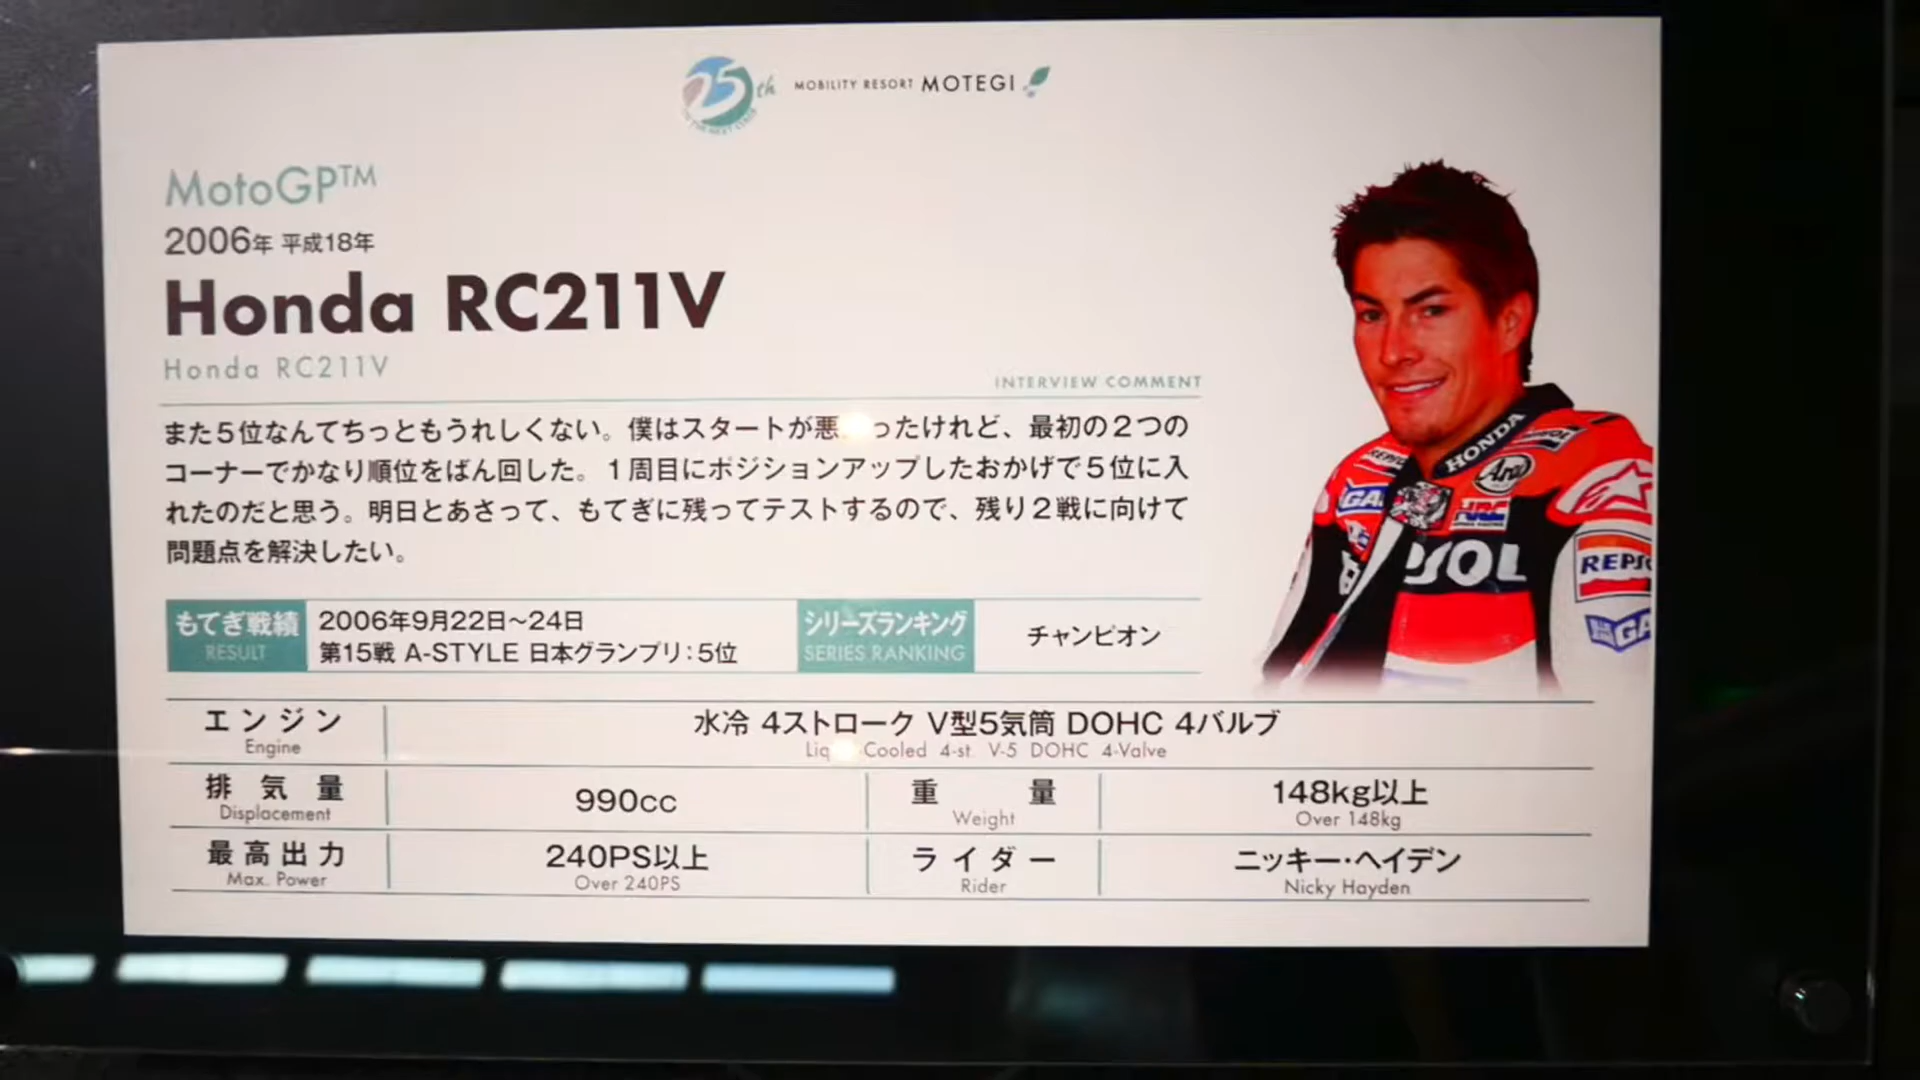 25th
MOBILITY RESORT MOTEGI
MotoGP™
2006年 平成18年
Honda RC211V
Honda RC211V
INTERVIEW COMMENT
また5位なんてちっともうれしくない。僕はスタートが悪ったけれど、最初の2つの
コーナーでかなり順位をばん回した。1周目にポジションアップしたおかげで5位に入
れたのだと思う。明日とあさって、もてぎに残ってテストするので、残り2戦に向けて
問題点を解決したい。
もてぎ戦績
RESULT
2006年9月22日~24日
第15戦 A-STYLE 日本グランプリ:5位
シリーズランキング
SERIES RANKING
チャンピオン
エンジン
Engine
水冷 4ストローク V型5気筒 DOHC 4バルブ
Cooled 4-st. V-5 DOHC 4-Valve
排気量
Displacement
990cc
重量
Weight
148kg以上
Over 148kg
最高出力
Max. Power
240PS以上
Over 240PS
ライダー
Rider
ニッキー・ヘイデン
Nicky Hayden
HONDA
Arai
HRC